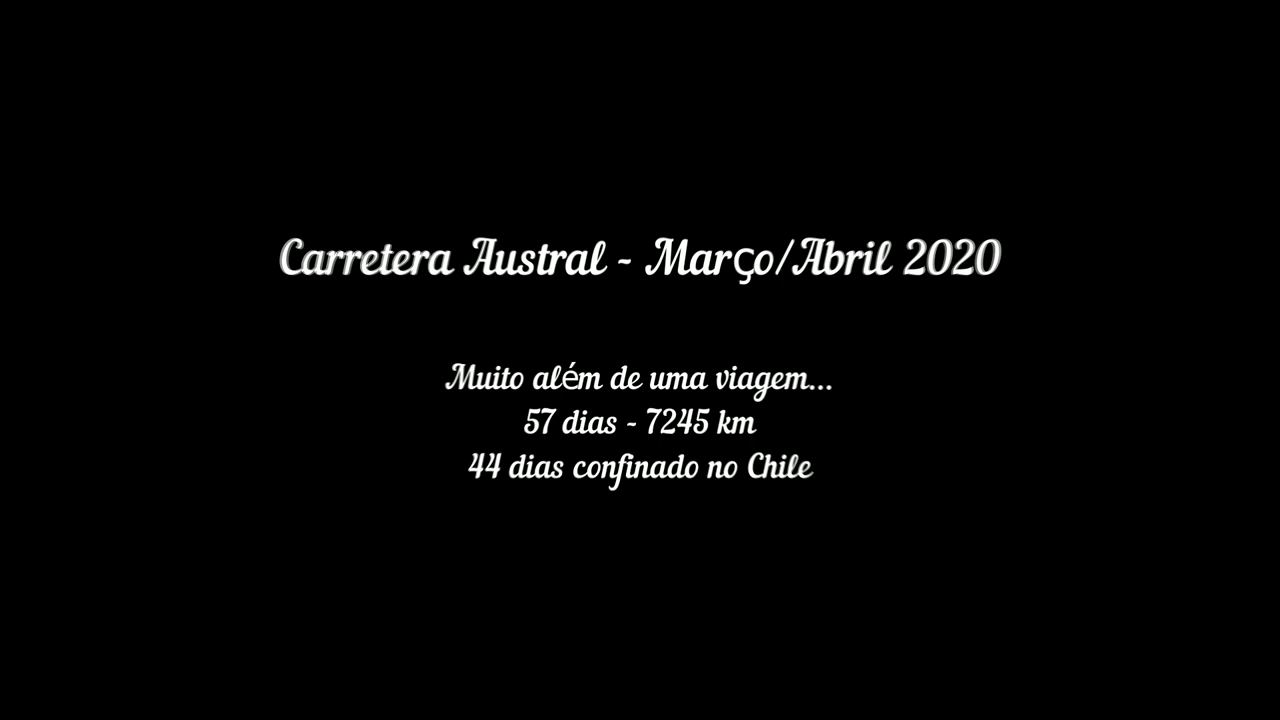 Carretera Austral - Março/Abril 2020
Muito além de uma viagem...
57 dias - 7245 km
44 dias confinado no Chile